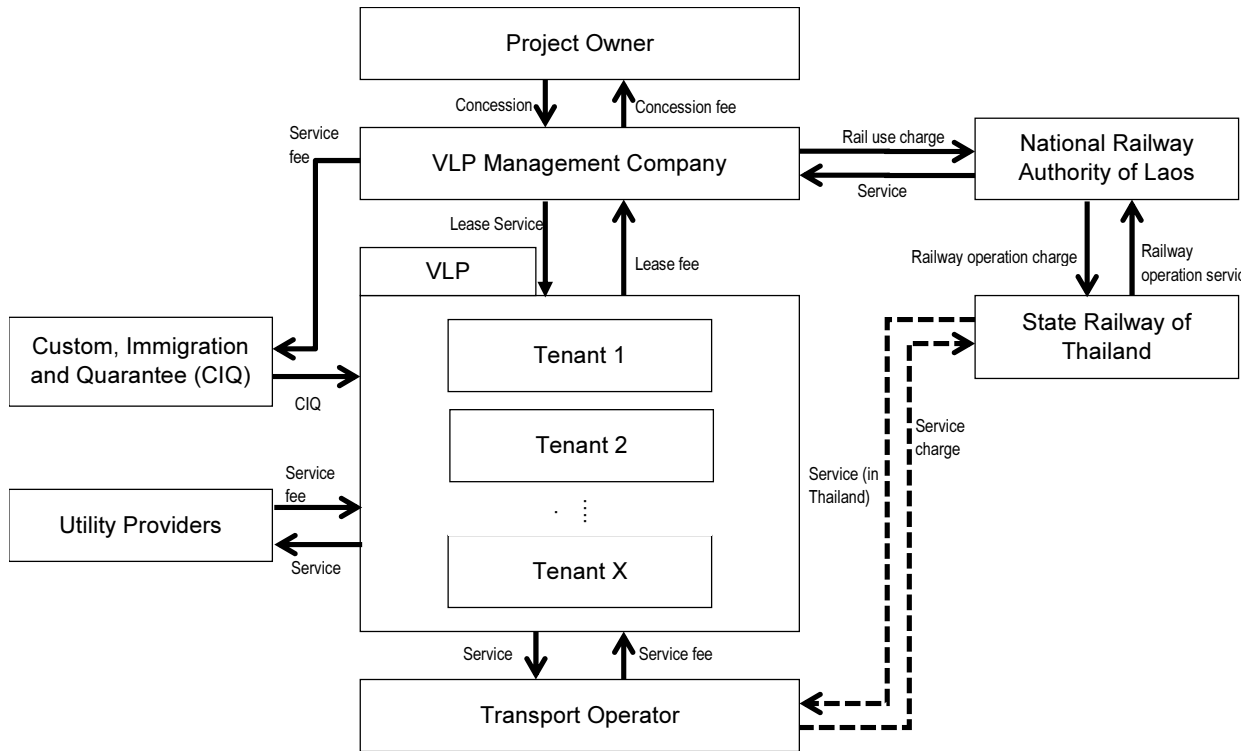 Project Owner
Concession
Concession fee
Service
fee
VLP Management Company
Rail use charge
Service
National Railway
Authority of Laos
Lease Service
Lease fee
Railway operation charge
Railway
operation servic
VLP
State Railway of
Thailand
Custom, Immigration
and Quarantee (CIQ)
CIQ
Tenant 1
Tenant 2
. ⋮
Tenant X
Service
charge
Service (in
Thailand)
Service
fee
Utility Providers
Service
Service
Service fee
Transport Operator